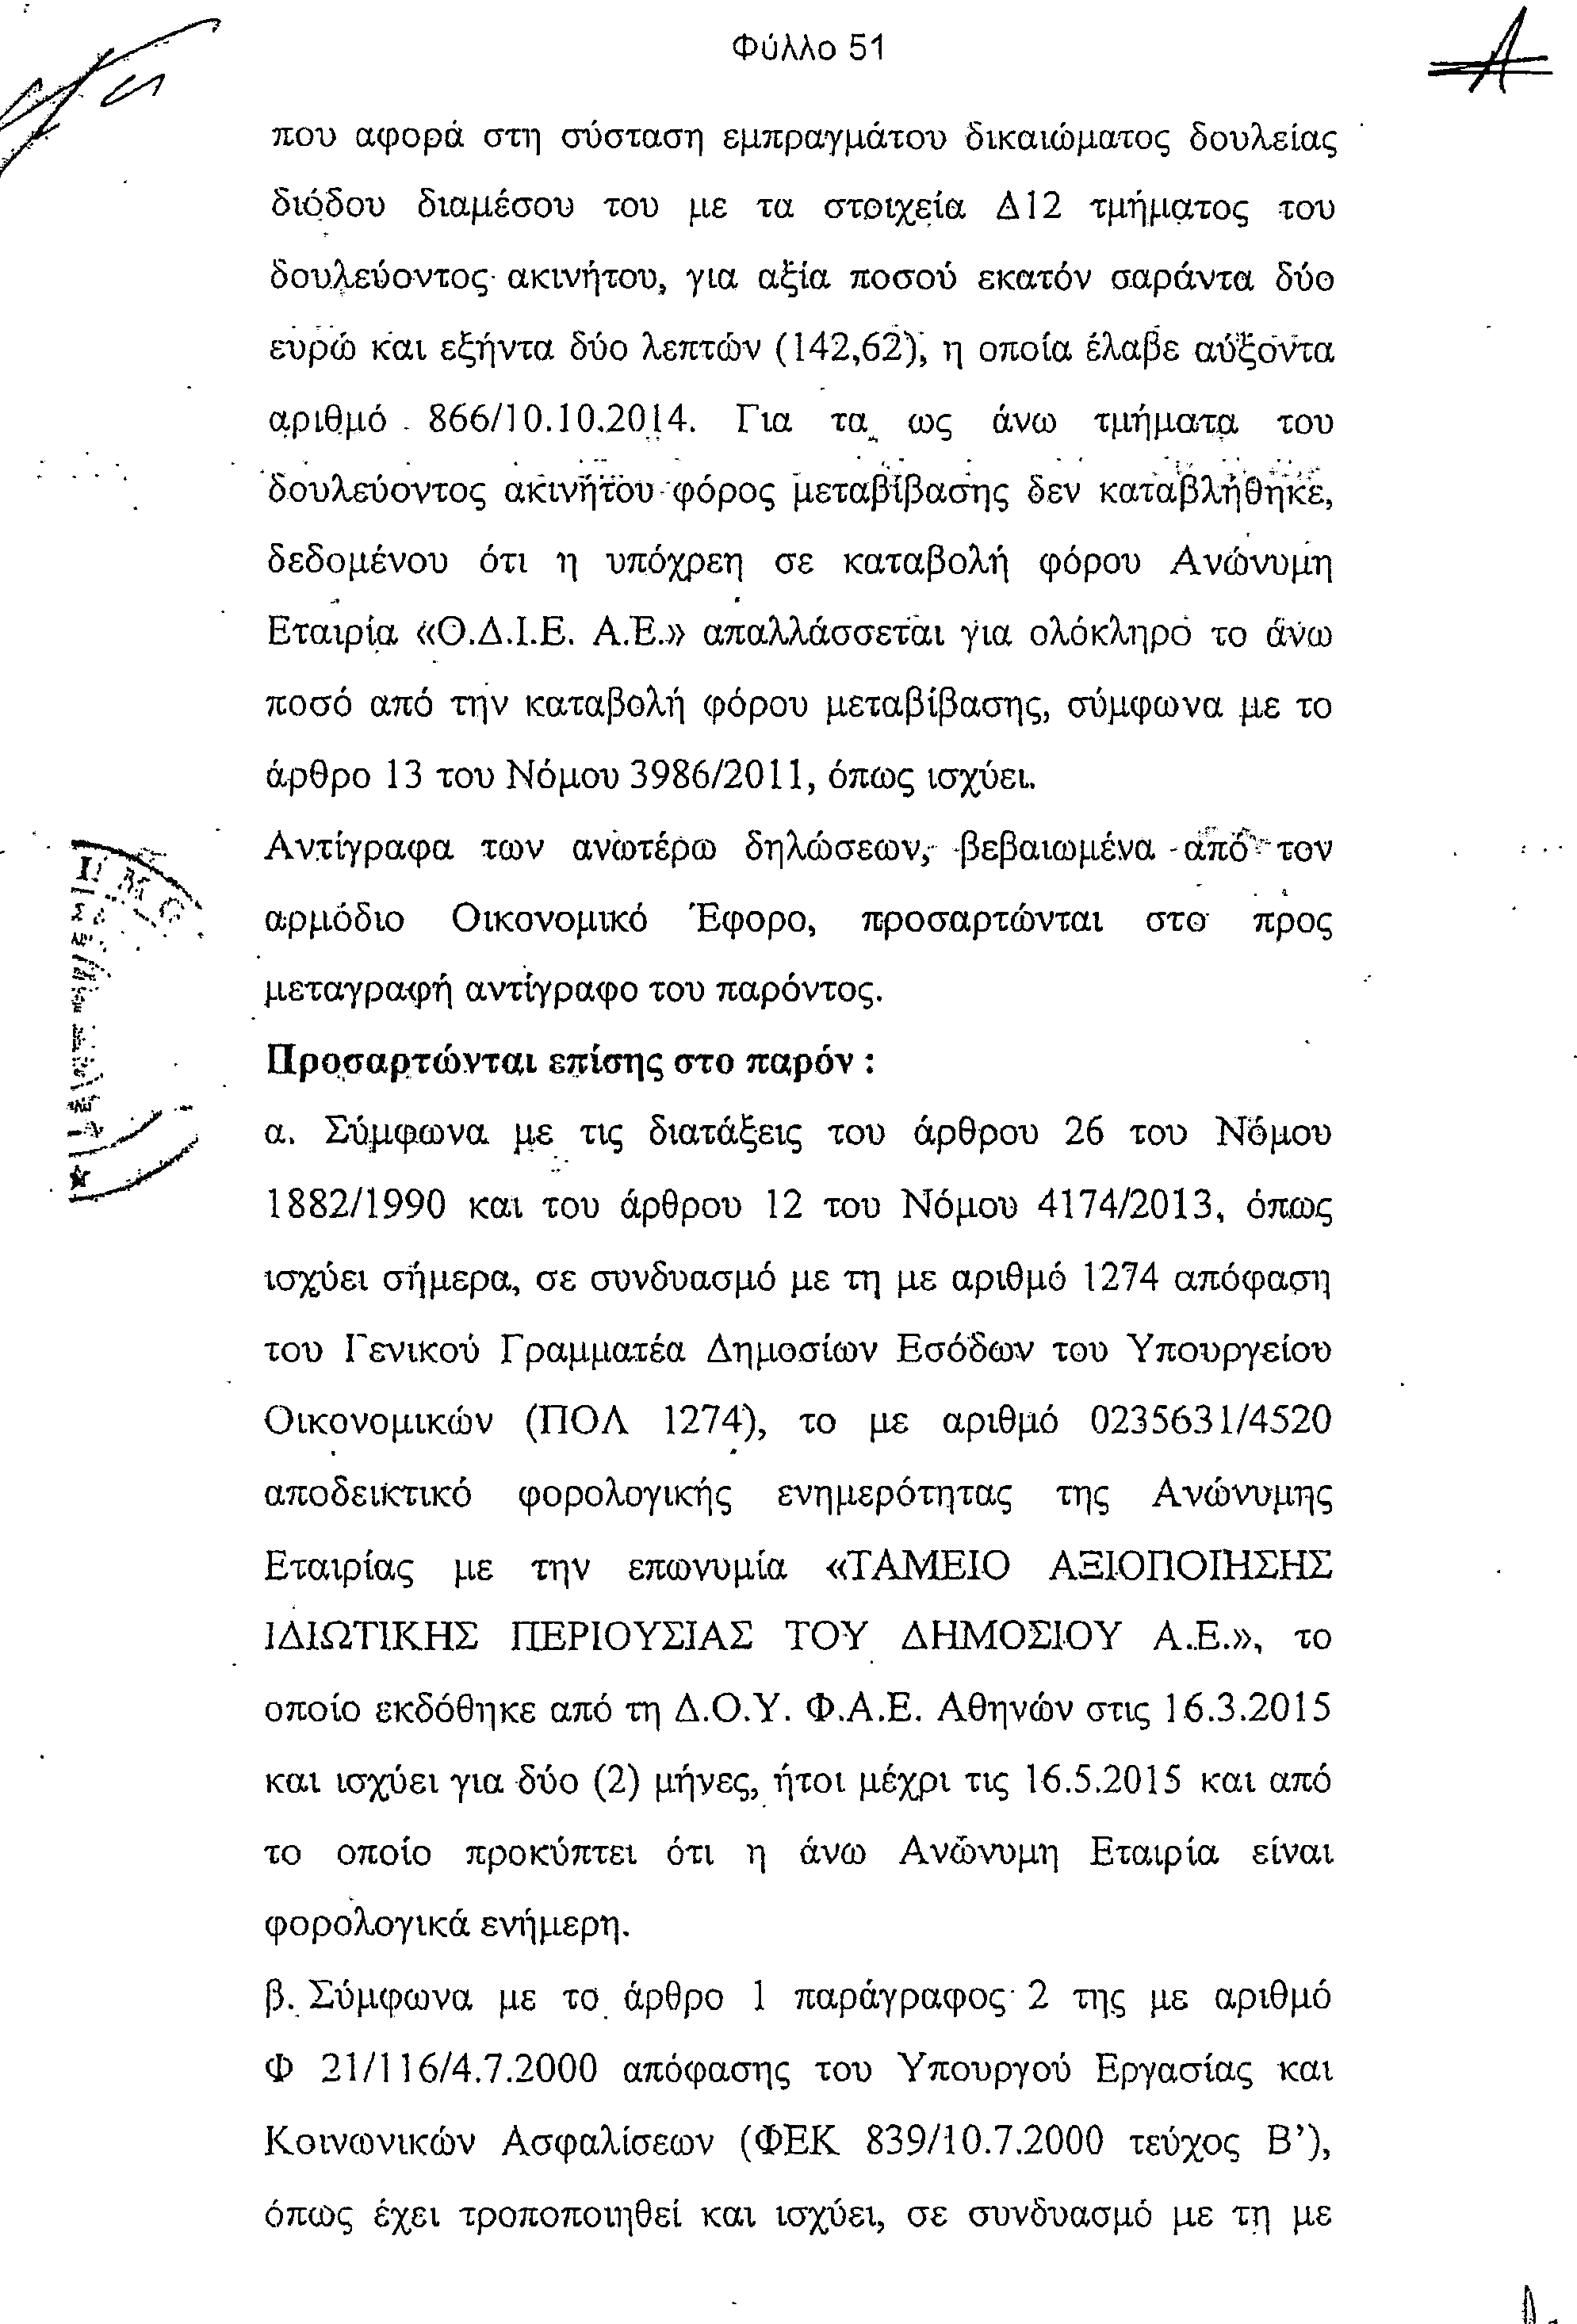 Φύλλο 51
που αφορά στη σύσταση εμπραγμάτου δικαιώματος δουλείας
διόδου διαμέσου του με τα στοιχεία Δ12 τμήματος του
δουλεύοντος ακινήτου, για αξία ποσού εκατόν σαράντα δύο
ευρώ και εξήντα δύο λεπτών (142,62), η οποία έλαβε αύξοντα
αριθμό 866/10.10.2014. Για τα ως άνω τμήματα του
δουλεύοντος ακινήτου φόρος μεταβίβασης δεν καταβλήθηκε,
δεδομένου ότι η υπόχρεη σε καταβολή φόρου Ανώνυμη
Εταιρία «Ο.Δ.Ι.Ε. Α.Ε.» απαλλάσσεται για ολόκληρο το άνω
ποσό από την καταβολή φόρου μεταβίβασης, σύμφωνα με το
άρθρο 13 του Νόμου 3986/2011, όπως ισχύει.
Αντίγραφα των ανωτέρω δηλώσεων, βεβαιωμένα από τον
αρμόδιο Οικονομικό Έφορο, προσαρτώνται στο προς
μεταγραφή αντίγραφο του παρόντος.
Προσαρτώνται επίσης στο παρόν :
α. Σύμφωνα με τις διατάξεις του άρθρου 26 του Νόμου
1882/1990 και του άρθρου 12 του Νόμου 4174/2013, όπως
ισχύει σήμερα, σε συνδυασμό με τη με αριθμό 1274 απόφαση
του Γενικού Γραμματέα Δημοσίων Εσόδων του Υπουργείου
Οικονομικών (ΠΟΛ 1274), το με αριθμό 0235631/4520
αποδεικτικό φορολογικής ενημερότητας της Ανώνυμης
Εταιρίας με την επωνυμία «ΤΑΜΕΙΟ ΑΞΙΟΠΟΙΗΣΗΣ
ΙΔΙΩΤΙΚΗΣ ΠΕΡΙΟΥΣΙΑΣ ΤΟΥ ΔΗΜΟΣΙΟΥ Α.Ε.», το
οποίο εκδόθηκε από τη Δ.Ο.Υ. Φ.Α.Ε. Αθηνών στις 16.3.2015
και ισχύει για δύο (2) μήνες, ήτοι μέχρι τις 16.5.2015 και από
το οποίο προκύπτει ότι η άνω Ανώνυμη Εταιρία είναι
φορολογικά ενήμερη.
β. Σύμφωνα με το άρθρο 1 παράγραφος 2 της με αριθμό
Φ 21/116/4.7.2000 απόφασης του Υπουργού Εργασίας και
Κοινωνικών Ασφαλίσεων (ΦΕΚ 839/10.7.2000 τεύχος Β’),
όπως έχει τροποποιηθεί και ισχύει, σε συνδυασμό με τη με